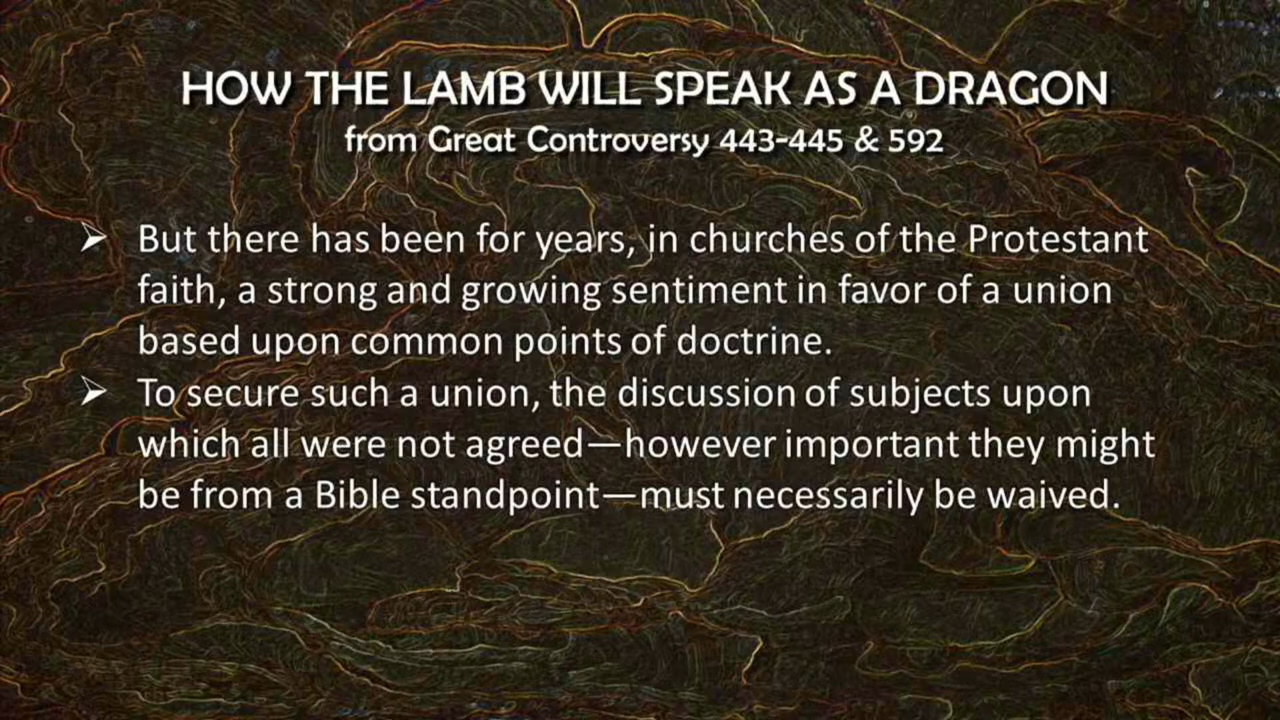 HOW THE LAMB WILL SPEAK AS A DRAGON
from Great Controversy 443-445 & 592
➢ But there has been for years, in churches of the Protestant
faith, a strong and growing sentiment in favor of a union
based upon common points of doctrine.
➢ To secure such a union, the discussion of subjects upon
which all were not agreed—however important they might
be from a Bible standpoint—must necessarily be waived.